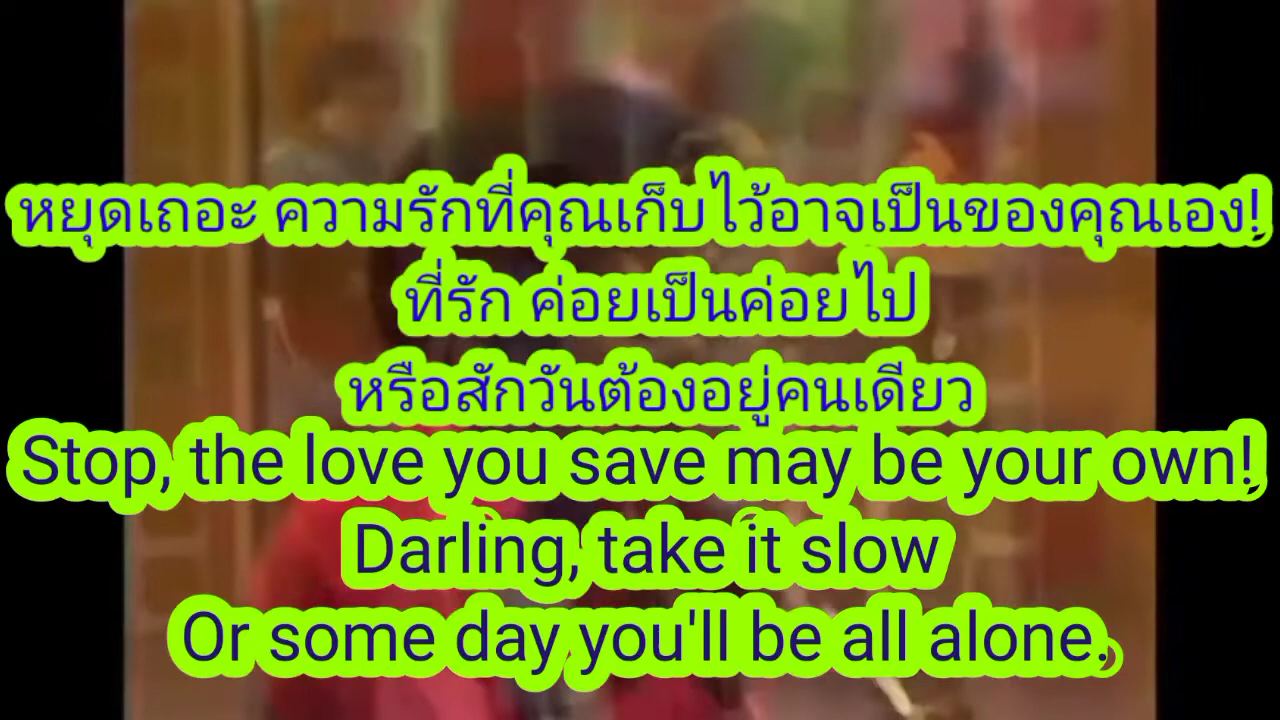 หยุดเถอะ ความรักที่คุณเก็บไว้อาจเป็นของคุณเอง!
ที่รัก ค่อยเป็นค่อยไป
หรือสักวันต้องอยู่คนเดียว
Stop, the love you save may be your own!
Darling, take it slow
Or some day you'll be all alone.